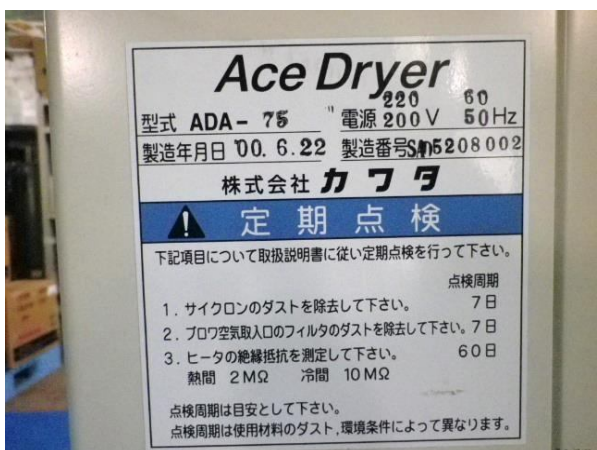 Ace Dryer
220 60
型式 ADA-75" 電源 200V 50Hz
製造年月日 '00.6.22 製造番号 5208002
株式会社カワタ
定期点検
下記項目について取扱説明書に従い定期点検を行って下さい。
点検周期
1. サイクロンのダストを除去して下さい。 7日
2. ブロワ空気取入口のフィルタのダストを除去して下さい。7日
3. ヒータの絶縁抵抗を測定して下さい。 60日
熱間 2MΩ 冷間 10MΩ
点検周期は目安として下さい。
点検周期は使用材料のダスト,環境条件によって異なります。